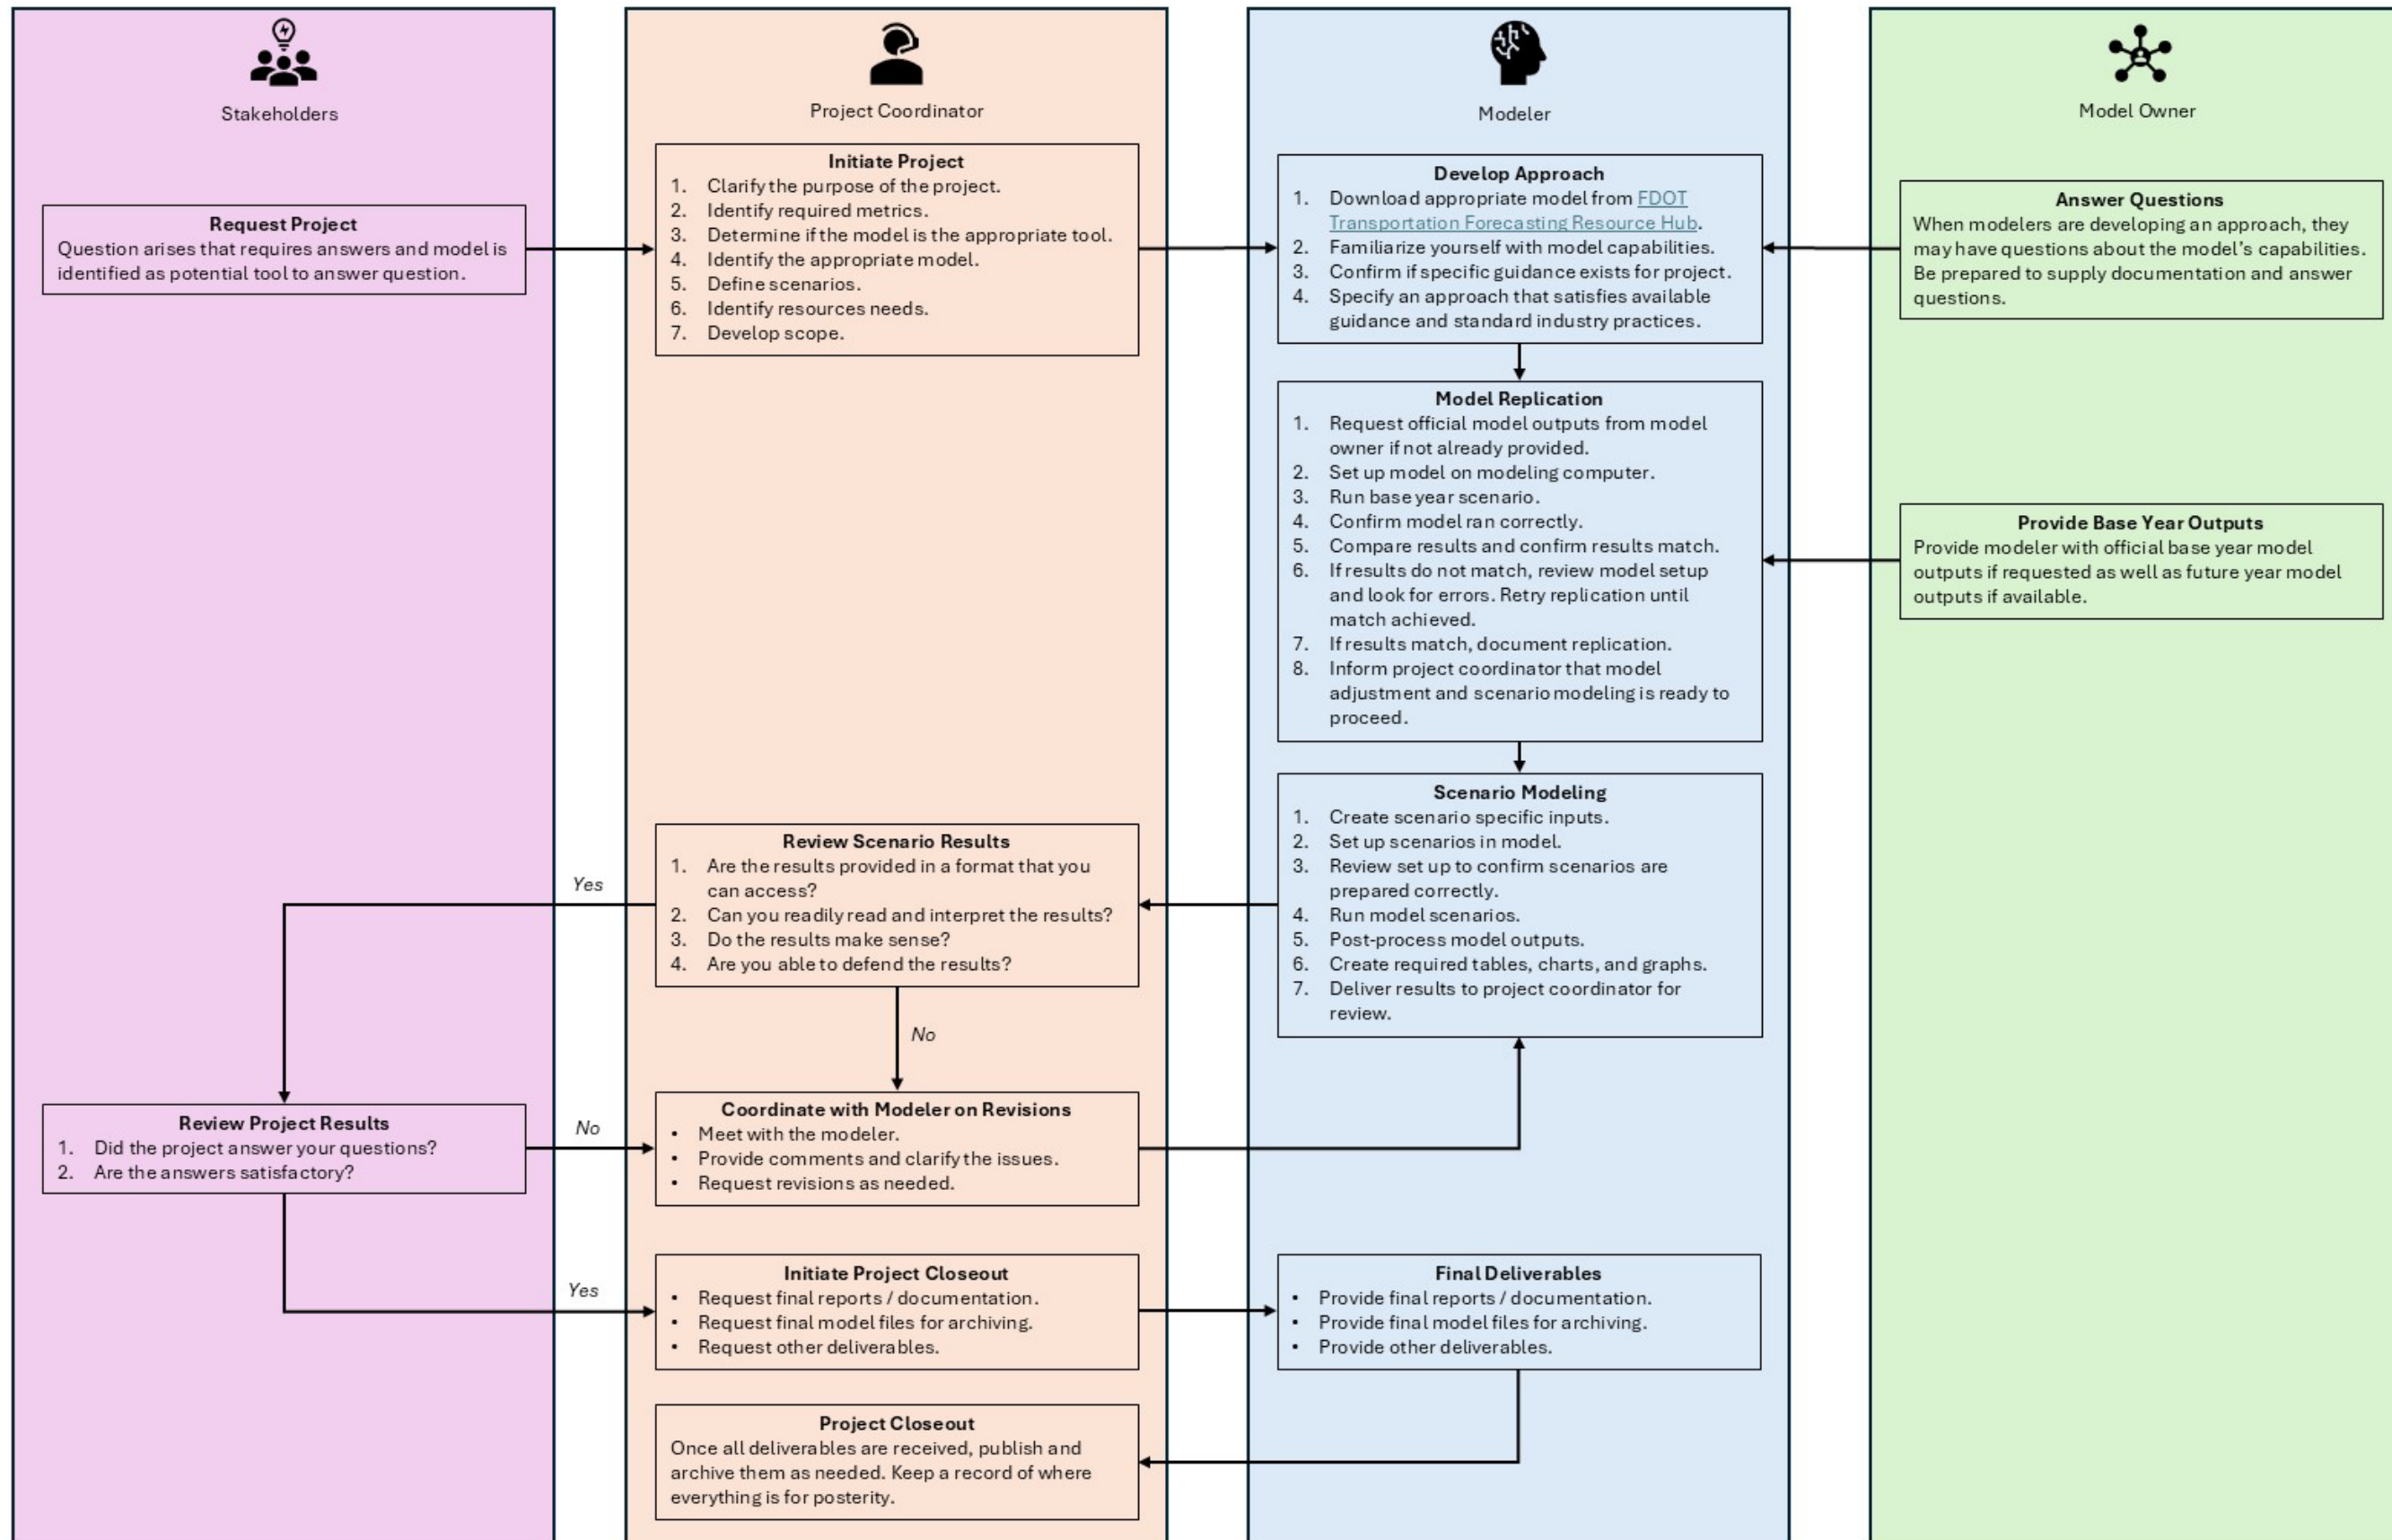 Stakeholders
Request Project
Question arises that requires answers and model is
identified as potential tool to answer question.
Review Project Results
1. Did the project answer your questions?
2. Are the answers satisfactory?
Yes
No
Yes
Project Coordinator
Initiate Project
1. Clarify the purpose of the project.
2. Identify required metrics.
3. Determine if the model is the appropriate tool.
4. Identify the appropriate model.
5. Define scenarios.
6. Identify resources needs.
7. Develop scope.
Review Scenario Results
1. Are the results provided in a format that you
can access?
2. Can you readily read and interpret the results?
3. Do the results make sense?
4. Are you able to defend the results?
No
Coordinate with Modeler on Revisions
• Meet with the modeler.
• Provide comments and clarify the issues.
• Request revisions as needed.
Initiate Project Closeout
• Request final reports / documentation.
• Request final model files for archiving.
• Request other deliverables.
Project Closeout
Once all deliverables are received, publish and
archive them as needed. Keep a record of where
everything is for posterity.
Modeler
Develop Approach
1. Download appropriate model from FDOT
Transportation Forecasting Resource Hub.
2. Familiarize yourself with model capabilities.
3. Confirm if specific guidance exists for project.
4. Specify an approach that satisfies available
guidance and standard industry practices.
Model Replication
1. Request official model outputs from model
owner if not already provided.
2. Set up model on modeling computer.
3. Run base year scenario.
4. Confirm model ran correctly.
5. Compare results and confirm results match.
6. If results do not match, review model setup
and look for errors. Retry replication until
match achieved.
7. If results match, document replication.
8. Inform project coordinator that model
adjustment and scenario modeling is ready to
proceed.
Scenario Modeling
1. Create scenario specific inputs.
2. Set up scenarios in model.
3. Review set up to confirm scenarios are
prepared correctly.
4. Run model scenarios.
5. Post-process model outputs.
6. Create required tables, charts, and graphs.
7. Deliver results to project coordinator for
review.
Final Deliverables
• Provide final reports / documentation.
• Provide final model files for archiving.
• Provide other deliverables.
Model Owner
Answer Questions
When modelers are developing an approach, they
may have questions about the model's capabilities.
Be prepared to supply documentation and answer
questions.
Provide Base Year Outputs
Provide modeler with official base year model
outputs if requested as well as future year model
outputs if available.